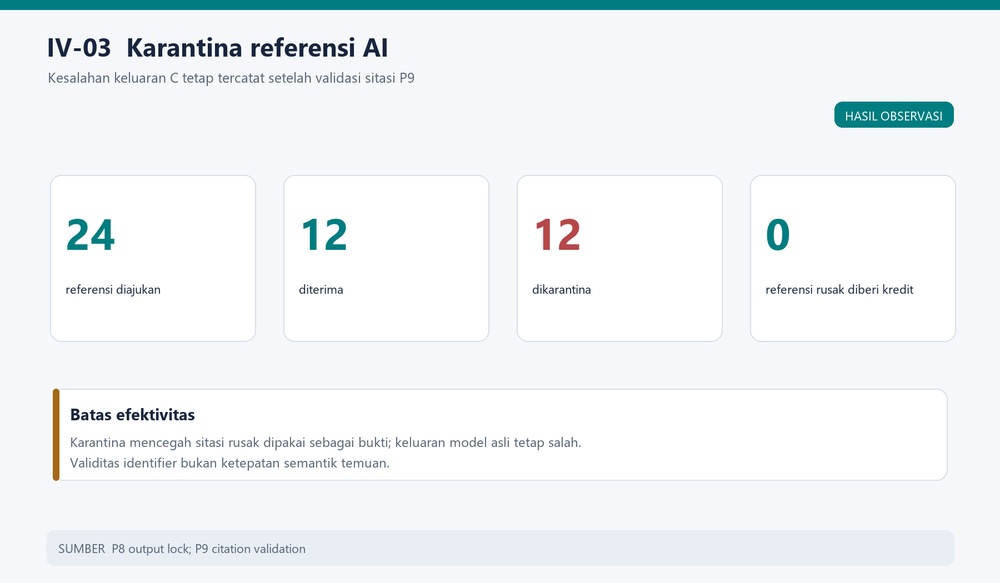 IV-03 Karantina referensi AI
Kesalahan keluaran C tetap tercatat setelah validasi sitasi P9
HASIL OBSERVASI
24
referensi diajukan
12
diterima
12
dikarantina
0
referensi rusak diberi kredit
Batas efektivitas
Karantina mencegah sitasi rusak dipakai sebagai bukti; keluaran model asli tetap salah.
Validitas identifier bukan ketepatan semantik temuan.
SUMBER P8 output lock; P9 citation validation